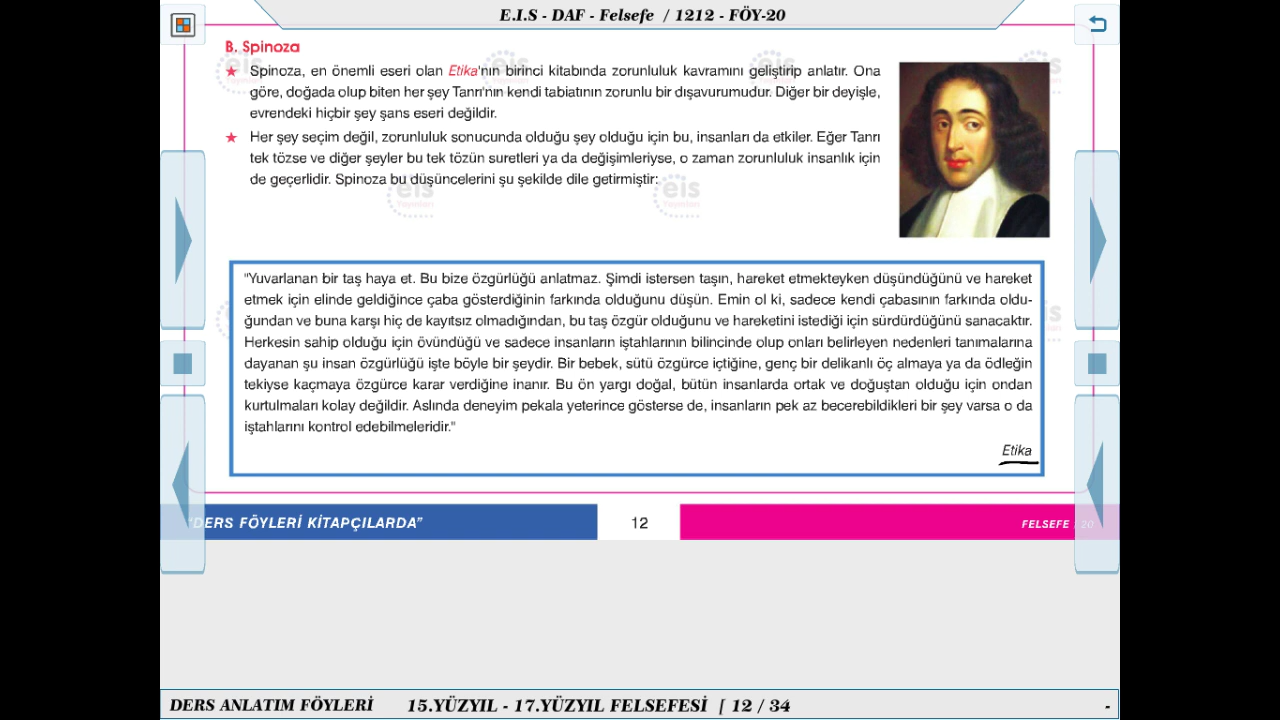 E.I.S - DAF - Felsefe / 1212 - FÖY-20
B. Spinoza
★ Spinoza, en önemli eseri olan Etika'nın birinci kitabında zorunluluk kavramını geliştirip anlatır. Ona
göre, doğada olup biten her şey Tanrı'nın kendi tabiatının zorunlu bir dışavurumudur. Diğer bir deyişle,
evrendeki hiçbir şey şans eseri değildir.
★ Her şey seçim değil, zorunluluk sonucunda olduğu şey olduğu için bu, insanları da etkiler. Eğer Tanrı
tek tözse ve diğer şeyler bu tek tözün suretleri ya da değişimleriyse, o zaman zorunluluk insanlık için
de geçerlidir. Spinoza bu düşüncelerini şu şekilde dile getirmiştir:
eis
Yayınları
eis
Yayınları
"Yuvarlanan bir taş haya et. Bu bize özgürlüğü anlatmaz. Şimdi istersen taşın, hareket etmekteyken düşündüğünü ve hareket
etmek için elinde geldiğince çaba gösterdiğinin farkında olduğunu düşün. Emin ol ki, sadece kendi çabasının farkında oldu-
ğundan ve buna karşı hiç de kayıtsız olmadığından, bu taş özgür olduğunu ve hareketini istediği için sürdürdüğünü sanacaktır.
Herkesin sahip olduğu için övündüğü ve sadece insanların iştahlarının bilincinde olup onları belirleyen nedenleri tanımalarına
dayanan şu insan özgürlüğü işte böyle bir şeydir. Bir bebek, sütü özgürce içtiğine, genç bir delikanlı öç almaya ya da ödleğin
tekiyse kaçmaya özgürce karar verdiğine inanır. Bu ön yargı doğal, bütün insanlarda ortak ve doğuştan olduğu için ondan
kurtulmaları kolay değildir. Aslında deneyim pekala yeterince gösterse de, insanların pek az becerebildikleri bir şey varsa o da
iştahlarını kontrol edebilmeleridir."
Etika
"DERS FÖYLERİ KİTAPÇILARDA"
12
FELSEFE / 20
DERS ANLATIM FÖYLERİ 15.YÜZYIL - 17.YÜZYIL FELSEFESİ [ 12 / 34 -